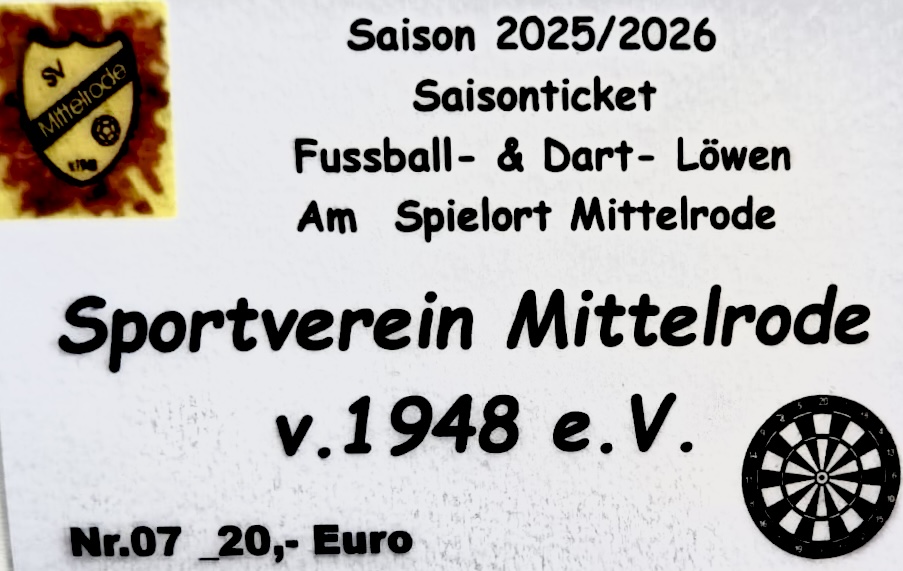 SV
Mittelrode
v.1948
Saison 2025/2026
Saisonticket
Fussball- & Dart- Löwen
Am Spielort Mittelrode
Sportverein Mittelrode
v.1948 e.V.
Nr.07 _20,- Euro